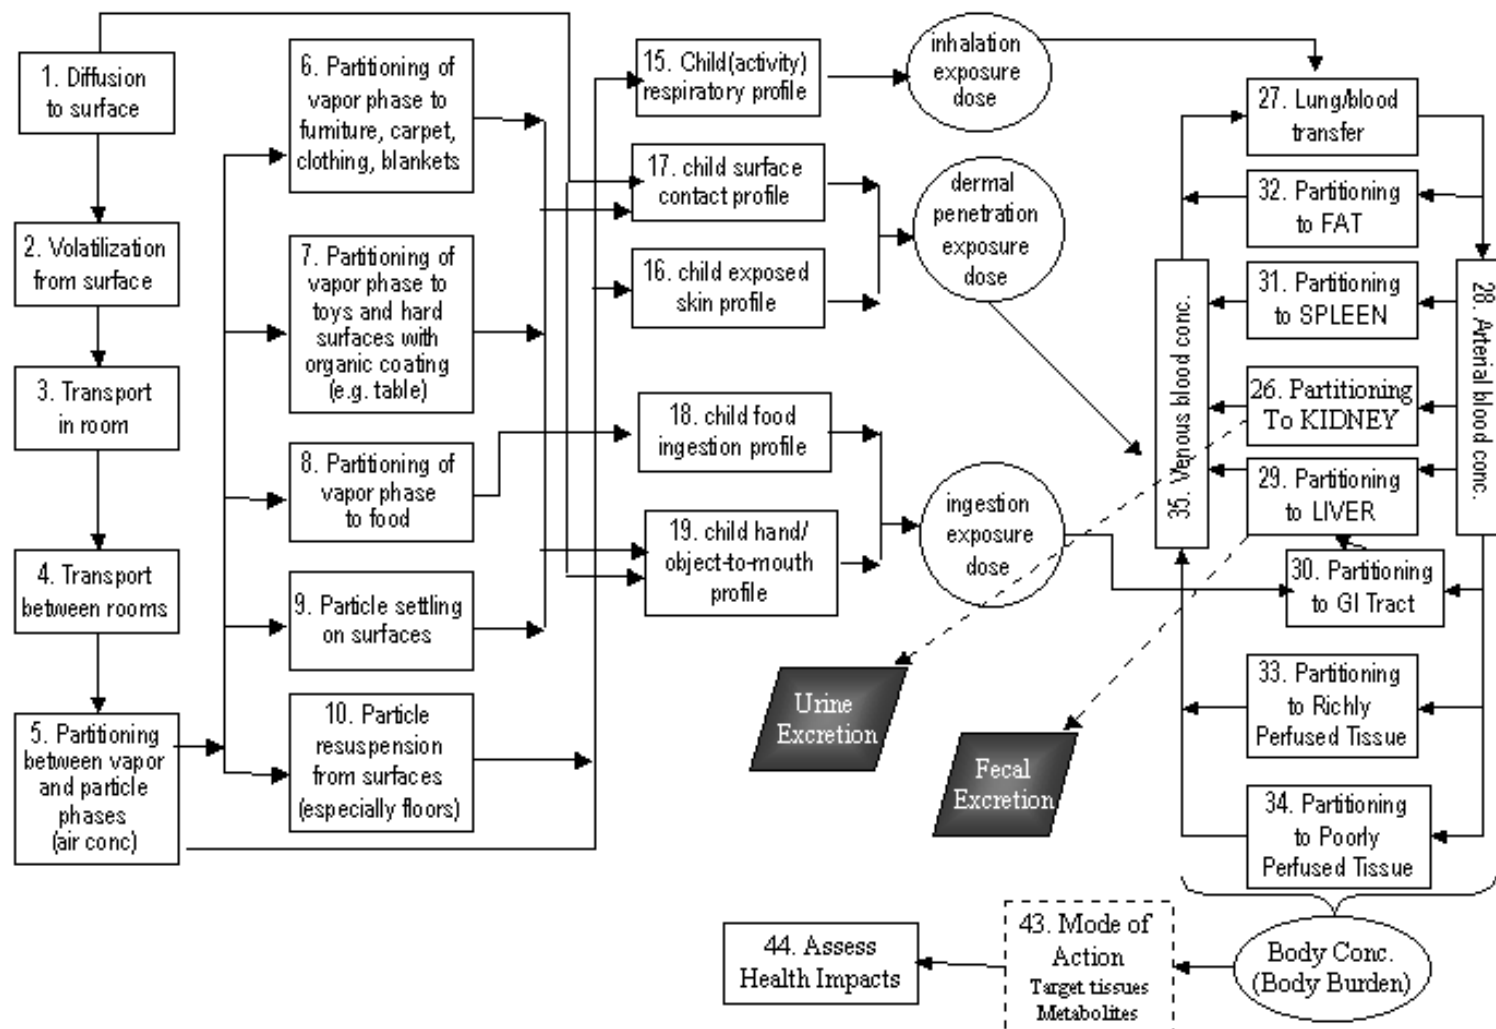 1. Diffusion
to surface
2. Volatilization
from surface
3. Transport
in room
4. Transport
between rooms
5. Partitioning
between vapor
and particle
phases
(air conc)
6. Partitioning of
vapor phase to
furniture, carpet,
clothing, blankets
7. Partitioning of
vapor phase to
toys and hard
surfaces with
organic coating
(e.g. table)
8. Partitioning of
vapor phase
to food
9. Particle settling
on surfaces
10. Particle
resuspension
from surfaces
(especially floors)
15. Child(activity)
respiratory profile
17. child surface
contact profile
16. child exposed
skin profile
18. child food
ingestion profile
19. child hand/
object-to-mouth
profile
inhalation
exposure
dose
dermal
penetration
exposure
dose
ingestion
exposure
dose
Urine
Excretion
Fecal
Excretion
35. Venous blood conc.
27. Lung/blood
transfer
32. Partitioning
to FAT
31. Partitioning
to SPLEEN
26. Partitioning
To KIDNEY
29. Partitioning
to LIVER
30. Partitioning
to GI Tract
33. Partitioning
to Richly
Perfused Tissue
34. Partitioning
to Poorly
Perfused Tissue
28. Arterial blood conc.
Body Conc.
(Body Burden)
43. Mode of
Action
Target tissues
Metabolites
44. Assess
Health Impacts